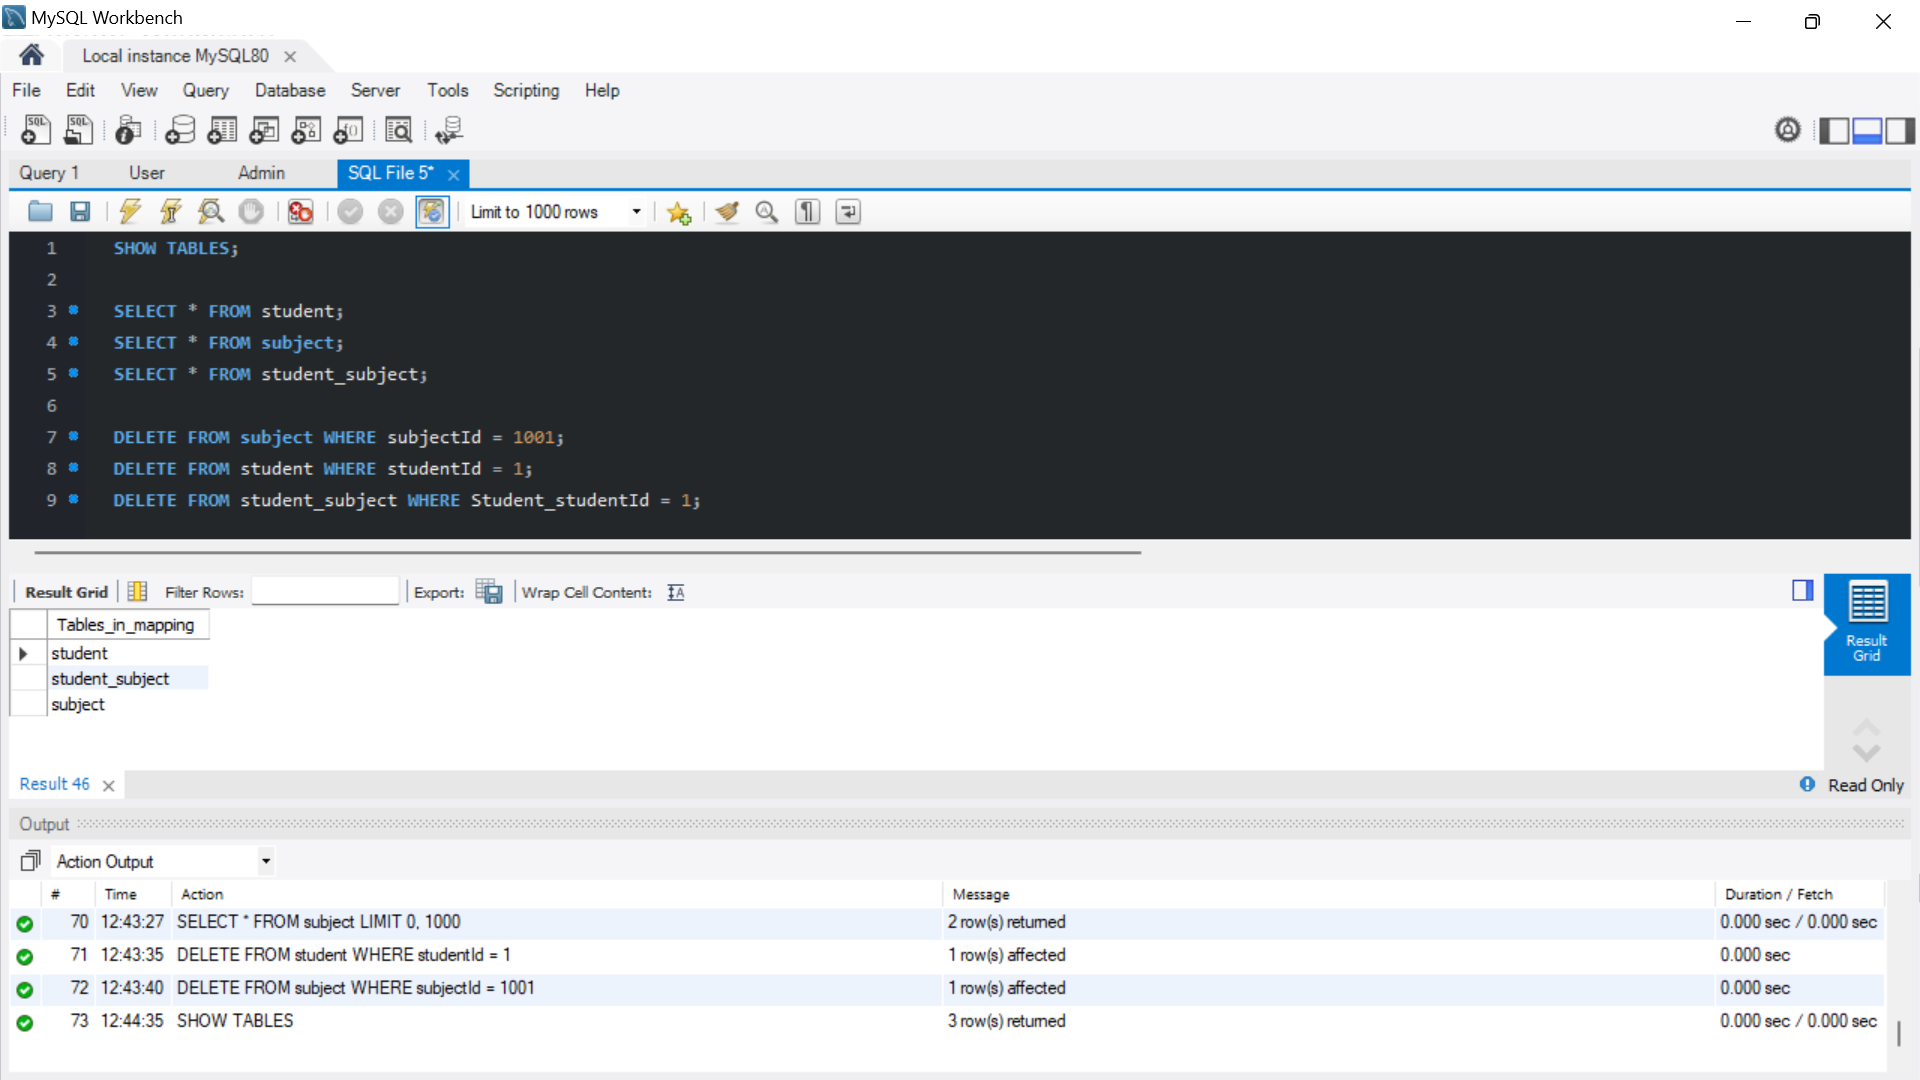 MySQL Workbench
Local instance MySQL80
File Edit View Query Database Server Tools Scripting Help
Query 1 User Admin SQL File 5*
Limit to 1000 rows
1 SHOW TABLES;
2
3 SELECT * FROM student;
4 SELECT * FROM subject;
5 SELECT * FROM student_subject;
6
7 DELETE FROM subject WHERE subjectId = 1001;
8 DELETE FROM student WHERE studentId = 1;
9 DELETE FROM student_subject WHERE Student_studentId = 1;
Result Grid Filter Rows: Export: Wrap Cell Content:
Tables_in_mapping
student
student_subject
subject
Result Grid
Result 46 Read Only
Output
Action Output
# Time Action Message Duration / Fetch
70 12:43:27 SELECT * FROM subject LIMIT 0, 1000 2 row(s) returned 0.000 sec / 0.000 sec
71 12:43:35 DELETE FROM student WHERE studentId = 1 1 row(s) affected 0.000 sec
72 12:43:40 DELETE FROM subject WHERE subjectId = 1001 1 row(s) affected 0.000 sec
73 12:44:35 SHOW TABLES 3 row(s) returned 0.000 sec / 0.000 sec